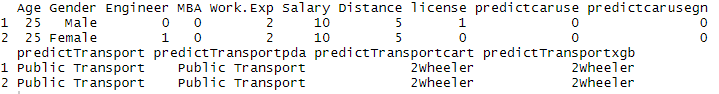 Age Gender Engineer MBA Work.Exp Salary Distance license predictcaruse predictcarusegn
1 25 Male 0 0 2 10 5 1 0 0
2 25 Female 1 0 2 10 5 0 0 0
predictTransport predictTransportpda predictTransportcart predictTransportxgb
1 Public Transport Public Transport 2Wheeler 2Wheeler
2 Public Transport Public Transport 2Wheeler 2Wheeler